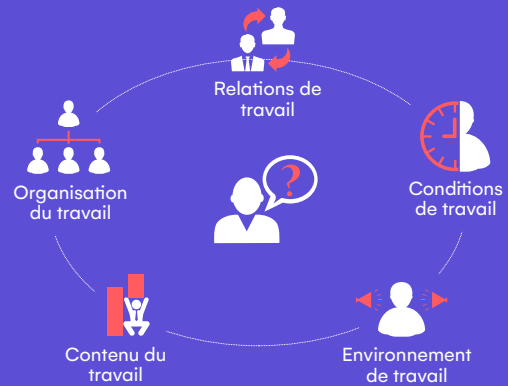 Relations de
travail
Organisation
du travail
?
Conditions
de travail
Contenu du
travail
Environnement
de travail